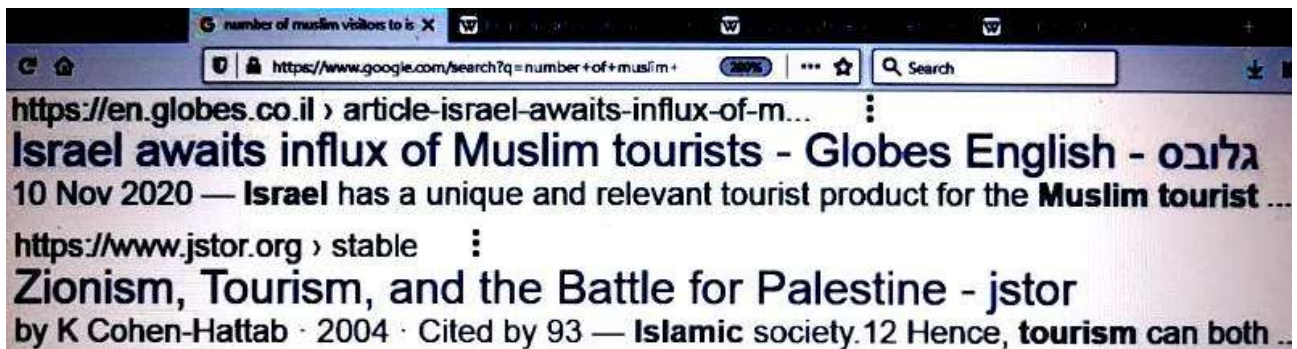 G number of muslim visitors to is X W W W +
https://www.google.com/search?q=number+of+muslim+ 200% ... Search
https://en.globes.co.il › article-israel-awaits-influx-of-m... ⋮
Israel awaits influx of Muslim tourists - Globes English - גלובס
10 Nov 2020 — Israel has a unique and relevant tourist product for the Muslim tourist ...
https://www.jstor.org › stable ⋮
Zionism, Tourism, and the Battle for Palestine - jstor
by K Cohen-Hattab · 2004 · Cited by 93 — Islamic society.12 Hence, tourism can both ..